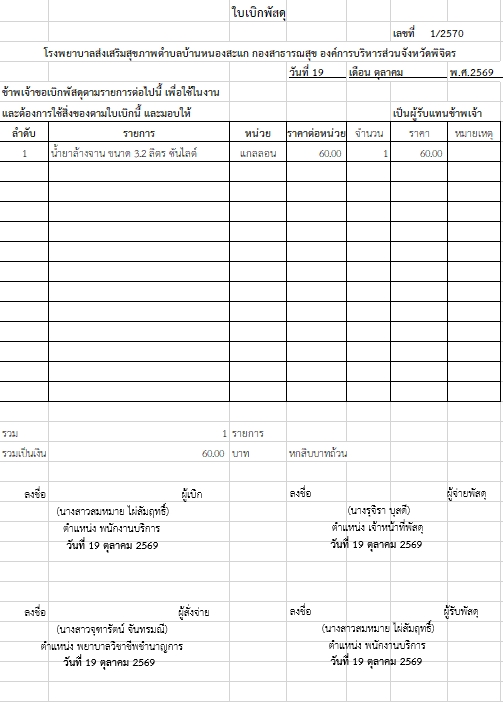 ใบเบิกพัสดุ
เลขที่ 1/2570
โรงพยาบาลส่งเสริมสุขภาพตำบลบ้านหนองสะแก กองสาธารณสุข องค์การบริหารส่วนจังหวัดพิจิตร
วันที่ 19 เดือน ตุลาคม พ.ศ.2569
ข้าพเจ้าขอเบิกพัสดุตามรายการต่อไปนี้ เพื่อใช้ในงาน
และต้องการใช้สิ่งของตามใบเบิกนี้ และมอบให้ เป็นผู้รับแทนข้าพเจ้า
ลำดับ รายการ หน่วย ราคาต่อหน่วย จำนวน ราคา หมายเหตุ
1 น้ำยาล้างจาน ขนาด 3.2 ลิตร ซันไลต์ แกลลอน 60.00 1 60.00
รวม 1 รายการ
รวมเป็นเงิน 60.00 บาท หกสิบบาทถ้วน
ลงชื่อ ผู้เบิก ลงชื่อ ผู้จ่ายพัสดุ
(นางสาวสมหมาย ไผ่สัมฤทธิ์) (นางรุจิรา บุสดี)
ตำแหน่ง พนักงานบริการ ตำแหน่ง เจ้าหน้าที่พัสดุ
วันที่ 19 ตุลาคม 2569 วันที่ 19 ตุลาคม 2569
ลงชื่อ ผู้สั่งจ่าย ลงชื่อ ผู้รับพัสดุ
(นางสาวจุฑารัตน์ จันทรมณี) (นางสาวสมหมาย ไผ่สัมฤทธิ์)
ตำแหน่ง พยาบาลวิชาชีพชำนาญการ ตำแหน่ง พนักงานบริการ
วันที่ 19 ตุลาคม 2569 วันที่ 19 ตุลาคม 2569